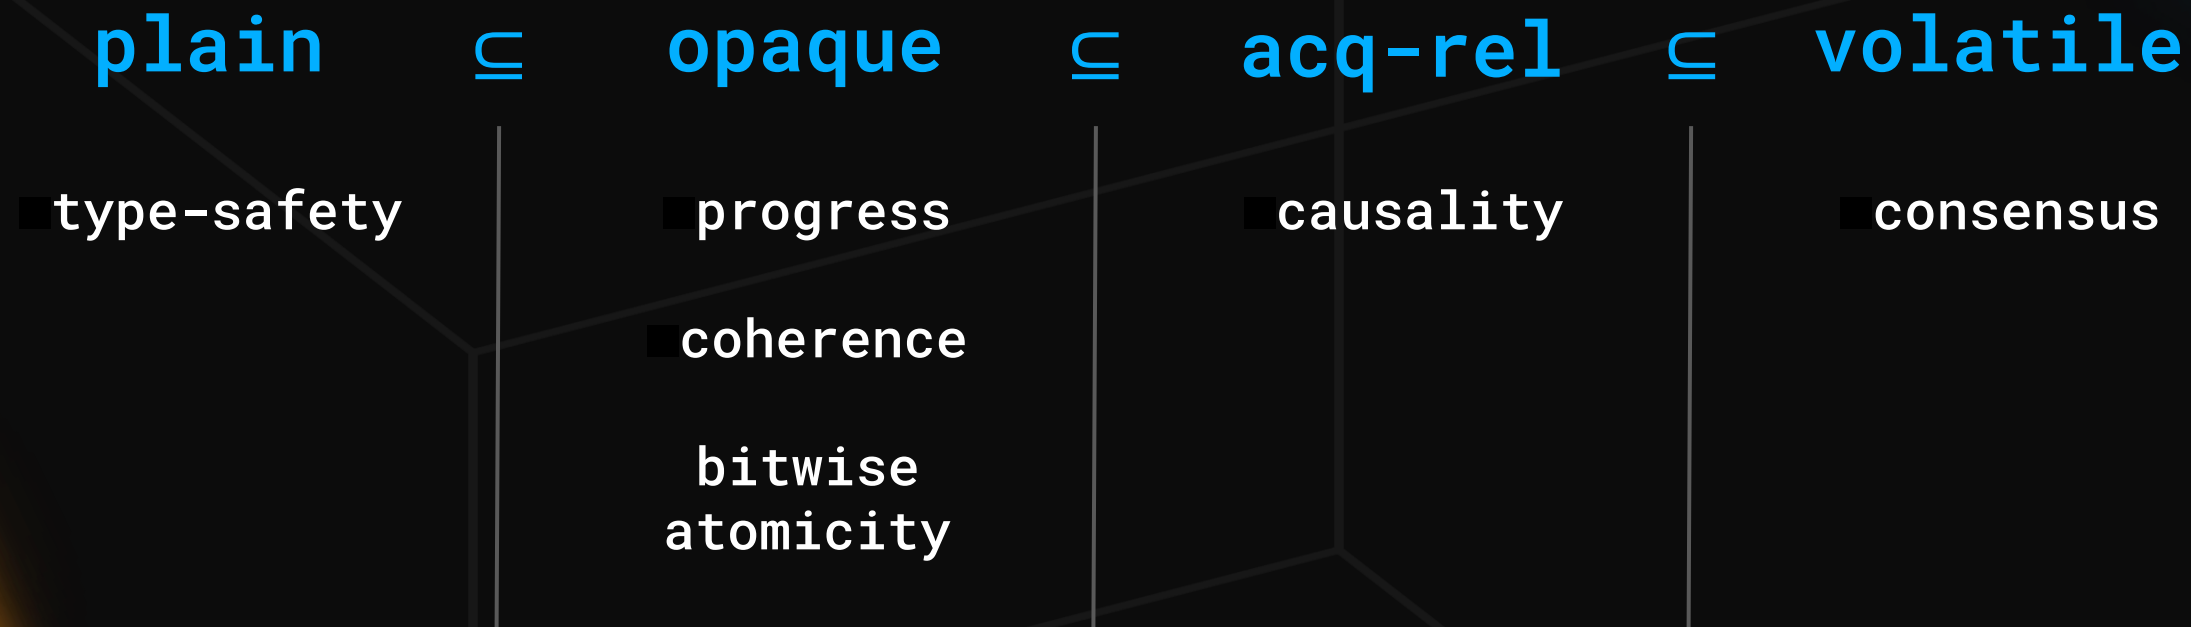 plain ⊆ opaque ⊆ acq-rel ⊆ volatile
■type-safety ■progress ■causality ■consensus
■coherence
bitwise
atomicity